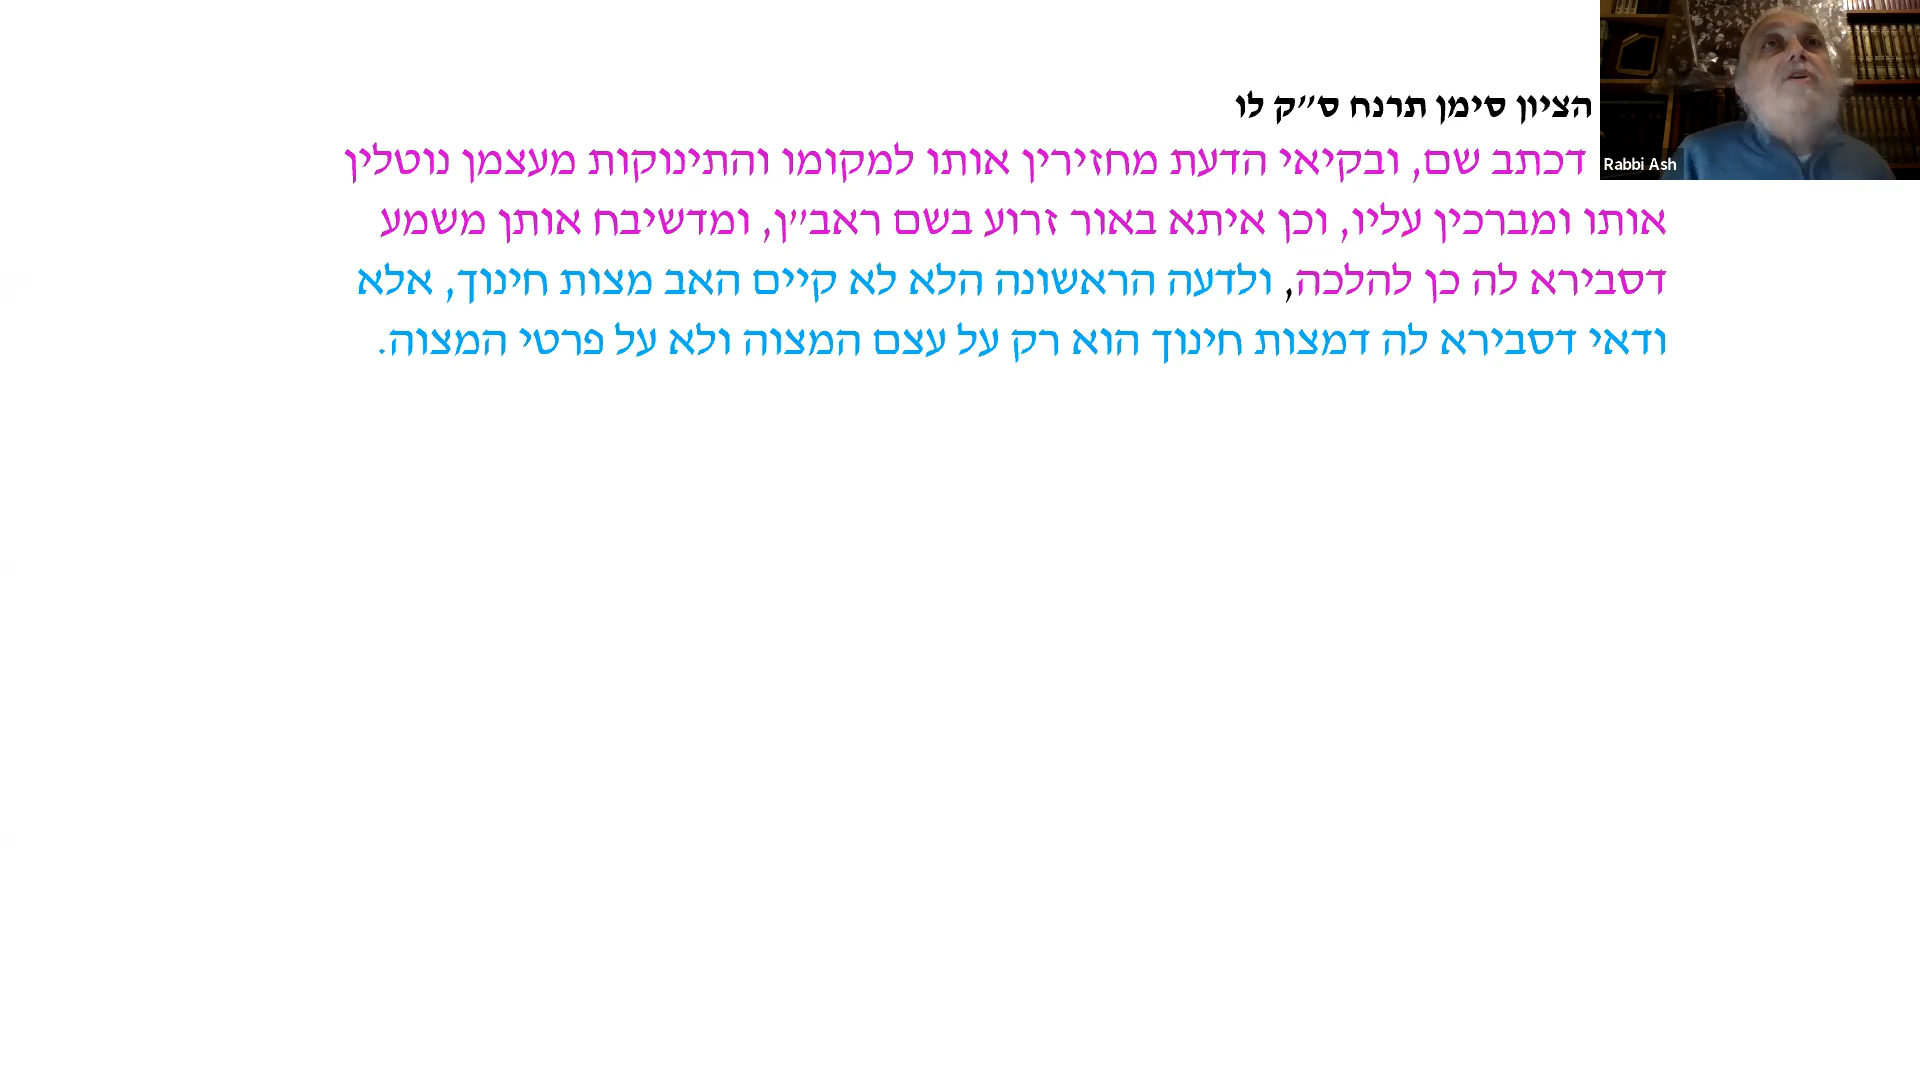 הציון סימן תרנח ס״ק לו
דכתב שם, ובקיאי הדעת מחזירין אותו למקומו והתינוקות מעצמן נוטלין
אותו ומברכין עליו, וכן איתא באור זרוע בשם ראב״ן, ומדשיבח אותן משמע
דסבירא לה כן להלכה, ולדעה הראשונה הלא לא קיים האב מצות חינוך, אלא
ודאי דסבירא לה דמצות חינוך הוא רק על עצם המצוה ולא על פרטי המצוה.
Rabbi Ash